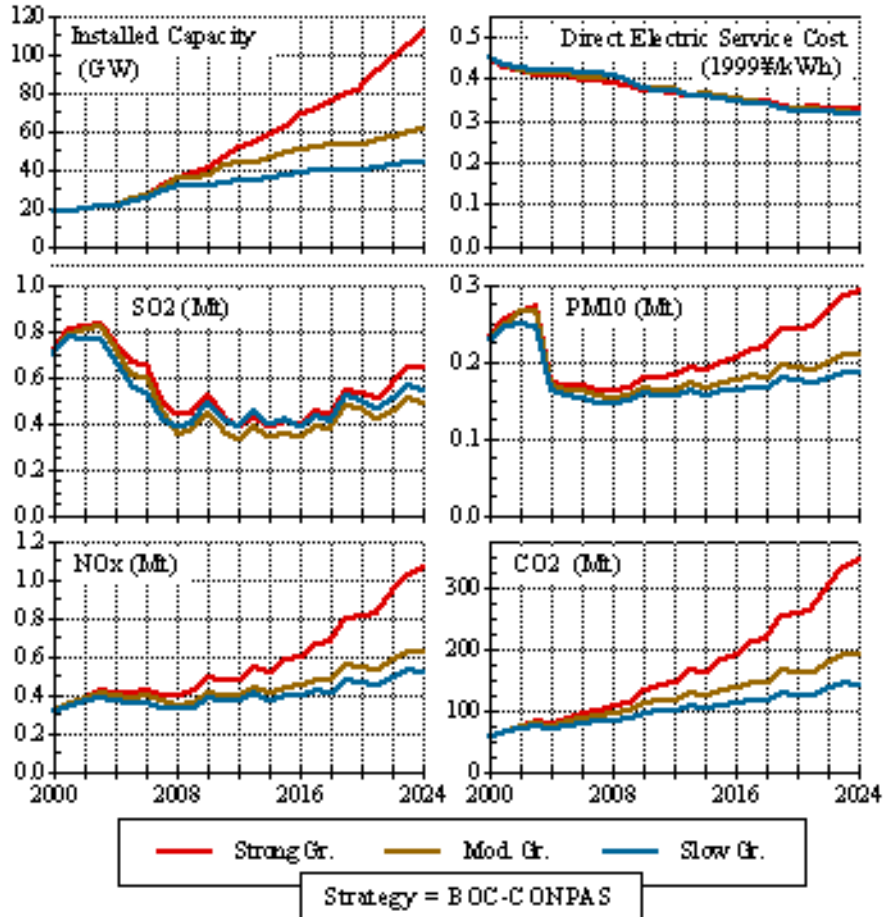 Installed Capacity
(GW)
120
100
80
60
40
20
0
Direct Electric Service Cost
(1999¥/kWh)
0.5
0.4
0.3
0.2
0.1
0.0
SO2 (Mt)
1.0
0.8
0.6
0.4
0.2
0.0
PM10 (Mt)
0.3
0.2
0.1
0.0
NOx (Mt)
1.2
1.0
0.8
0.6
0.4
0.2
0.0
2000 2008 2016 2024
CO2 (Mt)
300
200
100
0
2000 2008 2016 2024
Strong Gr. Mod. Gr. Slow Gr.
Strategy = BOC-CONPAS